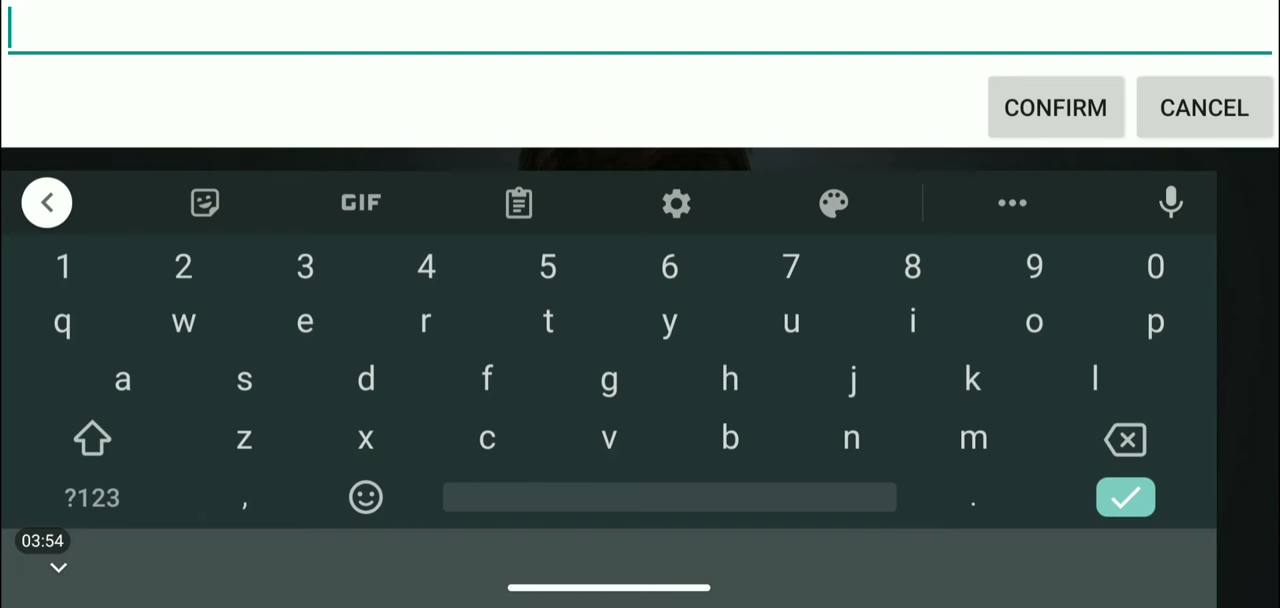 CONFIRM CANCEL
GIF
1 2 3 4 5 6 7 8 9 0
q w e r t y u i o p
a s d f g h j k l
z x c v b n m
?123 , .
03:54